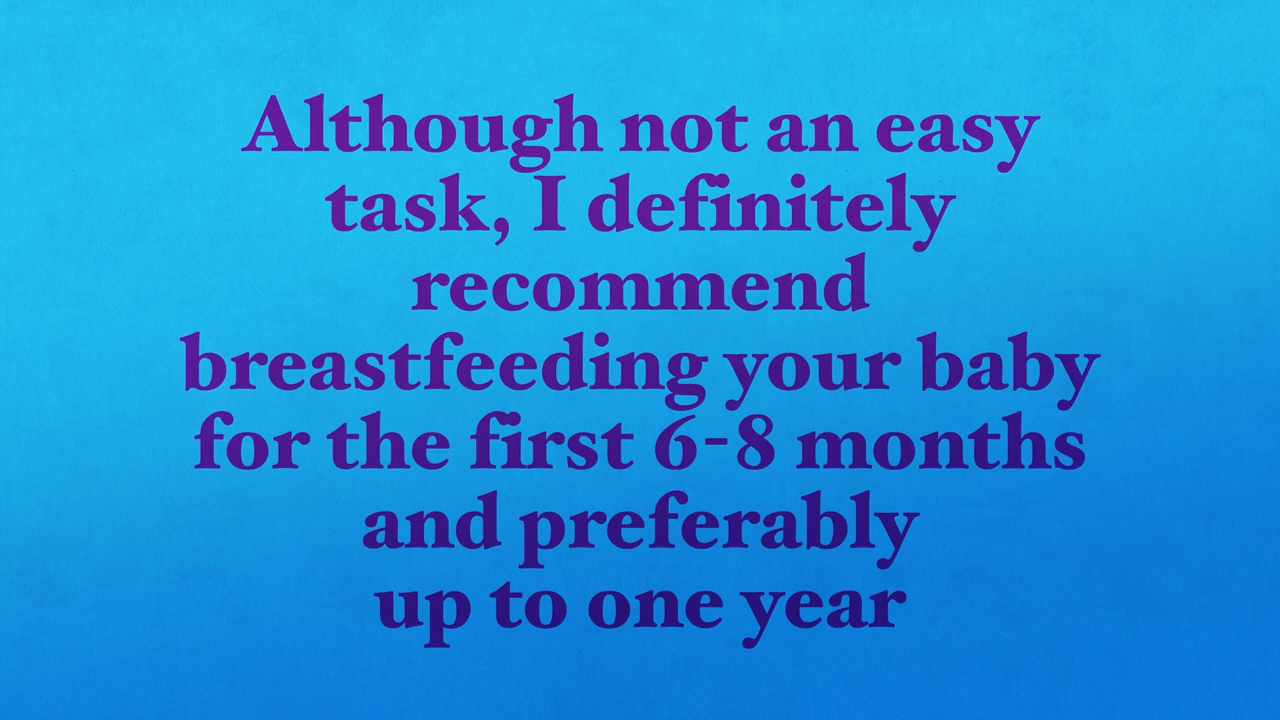 Although not an easy
task, I definitely
recommend
breastfeeding your baby
for the first 6-8 months
and preferably
up to one year